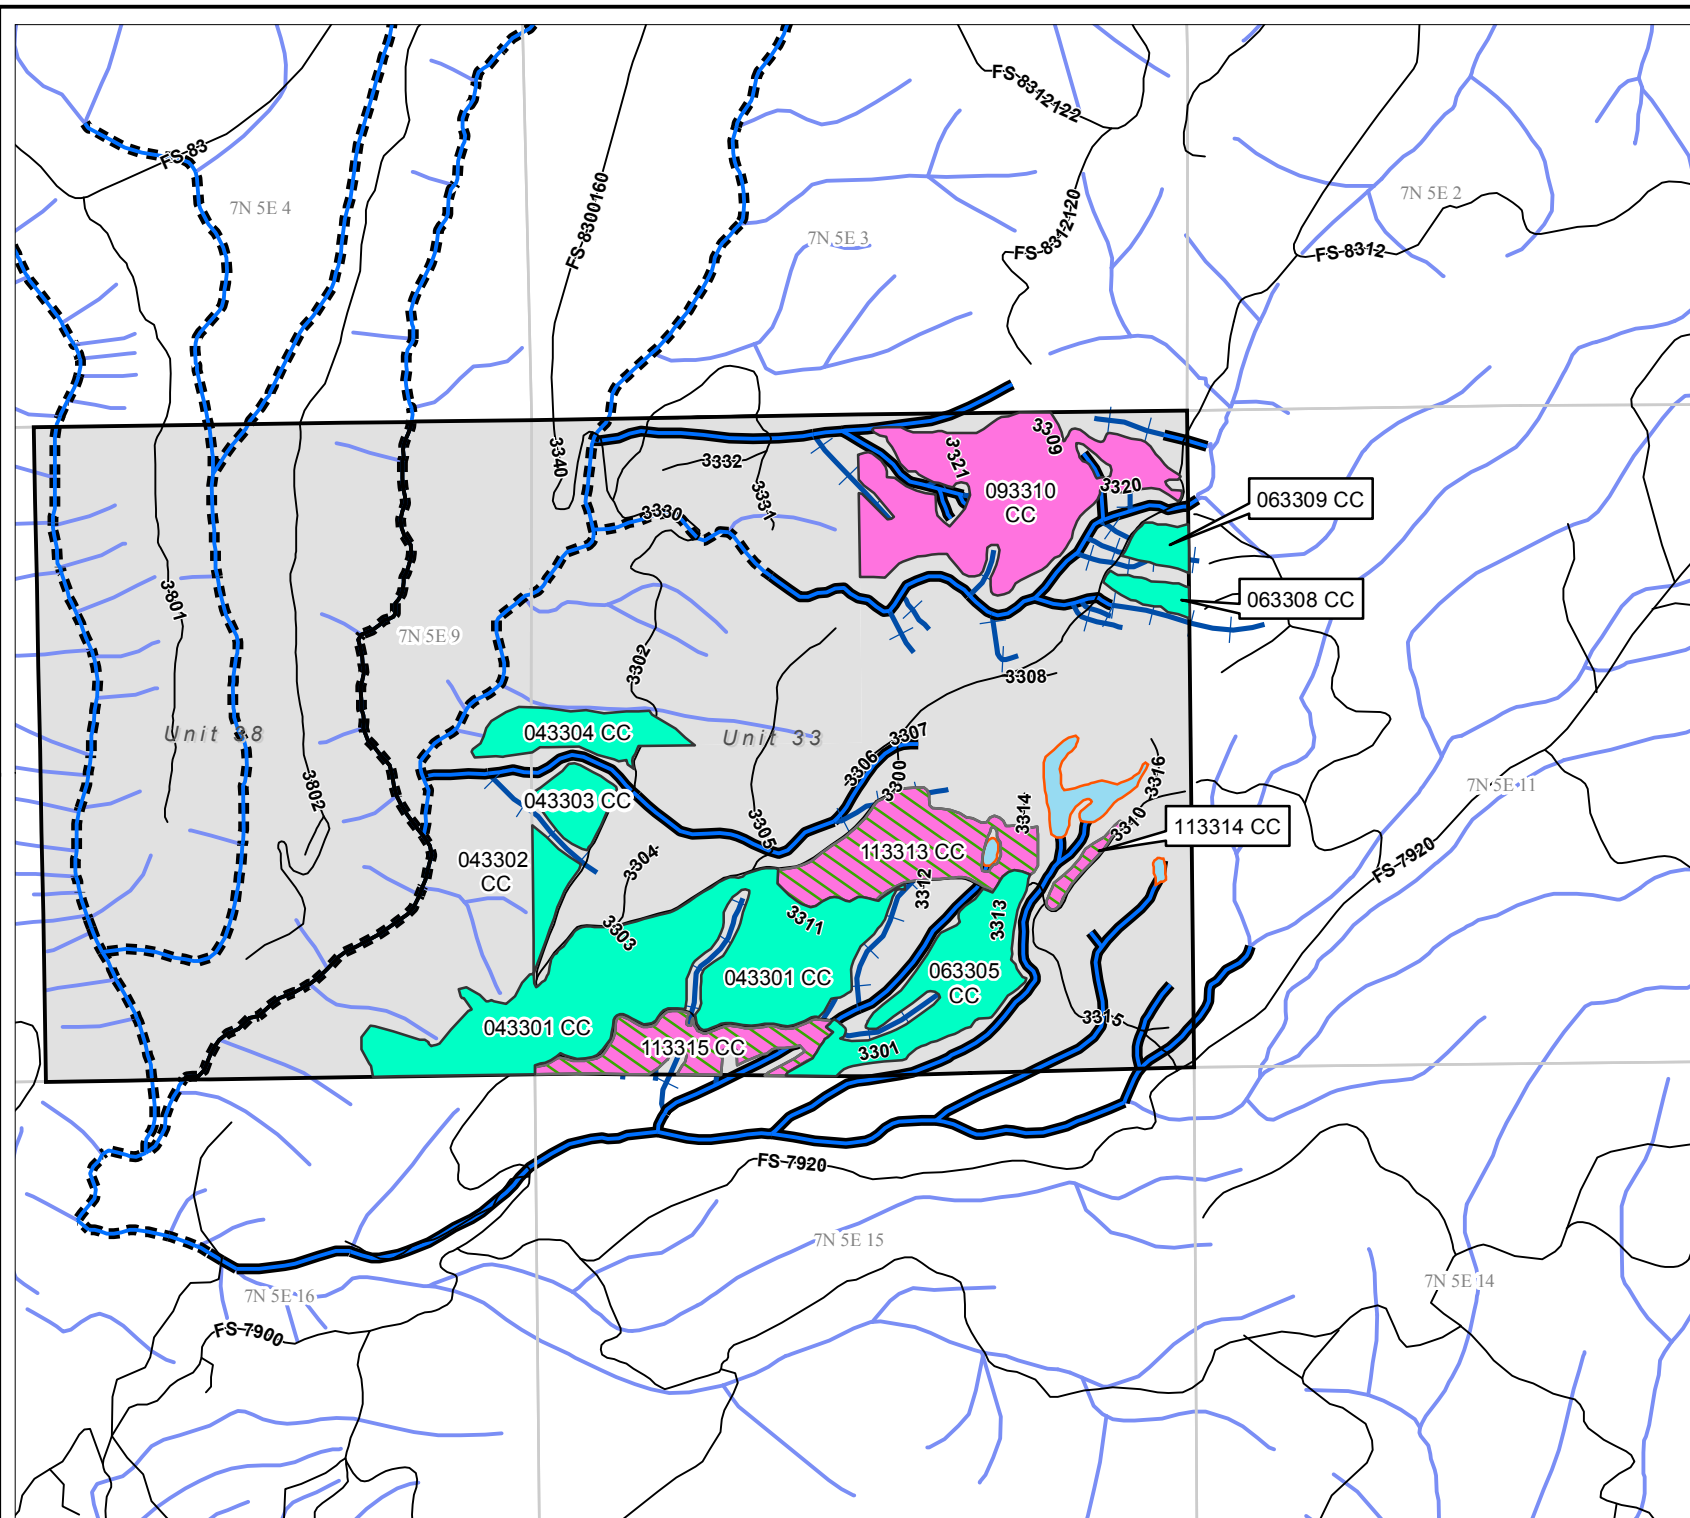 FS-8312122
FS-83
7N 5E 4
FS-8300160
7N 5E 3
FS-8312120
7N 5E 2
FS-8312
3340
3332
3331
3330
3321
3309
093310
CC
3320
063309 CC
063308 CC
3801
7N 5E 9
3302
3308
Unit 38
043304 CC
Unit 33
3307
3306
3300
3802
043303 CC
3305
3314
3316
3310
7N 5E 11
113314 CC
043302
CC
3304
113313 CC
FS-7920
3312
3311
3313
3303
043301 CC
063305
CC
043301 CC
113315 CC
3315
3301
FS 7920
7N 5E 15
7N 5E 14
7N 5E 16
FS 7900